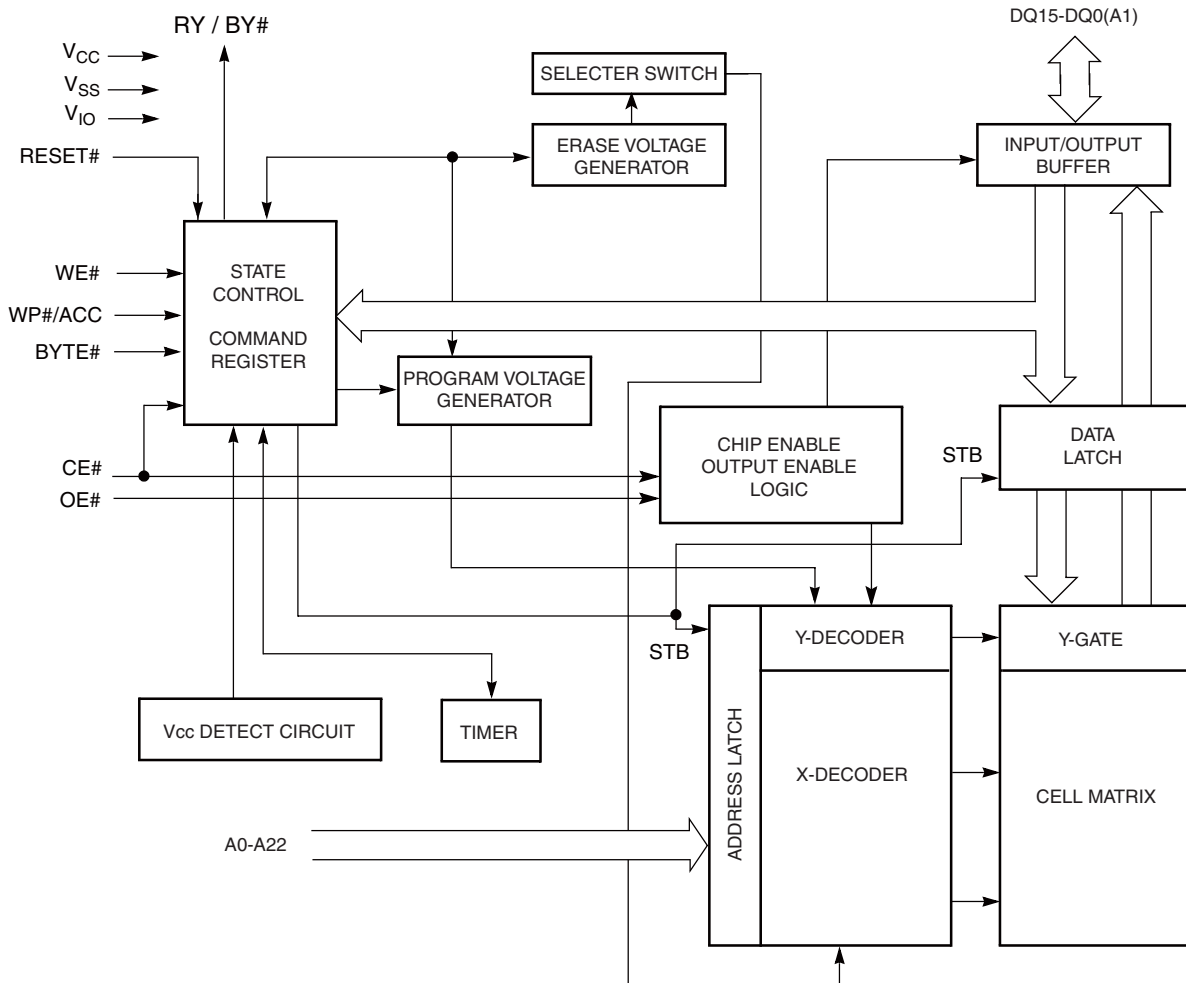 RY / BY#
DQ15-DQ0(A1)
VCC
VSS
VIO
RESET#
SELECTER SWITCH
ERASE VOLTAGE
GENERATOR
INPUT/OUTPUT
BUFFER
WE#
WP#/ACC
BYTE#
STATE
CONTROL
COMMAND
REGISTER
PROGRAM VOLTAGE
GENERATOR
CE#
OE#
CHIP ENABLE
OUTPUT ENABLE
LOGIC
STB
DATA
LATCH
STB
Y-DECODER
Y-GATE
Vcc DETECT CIRCUIT
TIMER
ADDRESS LATCH
X-DECODER
CELL MATRIX
A0-A22